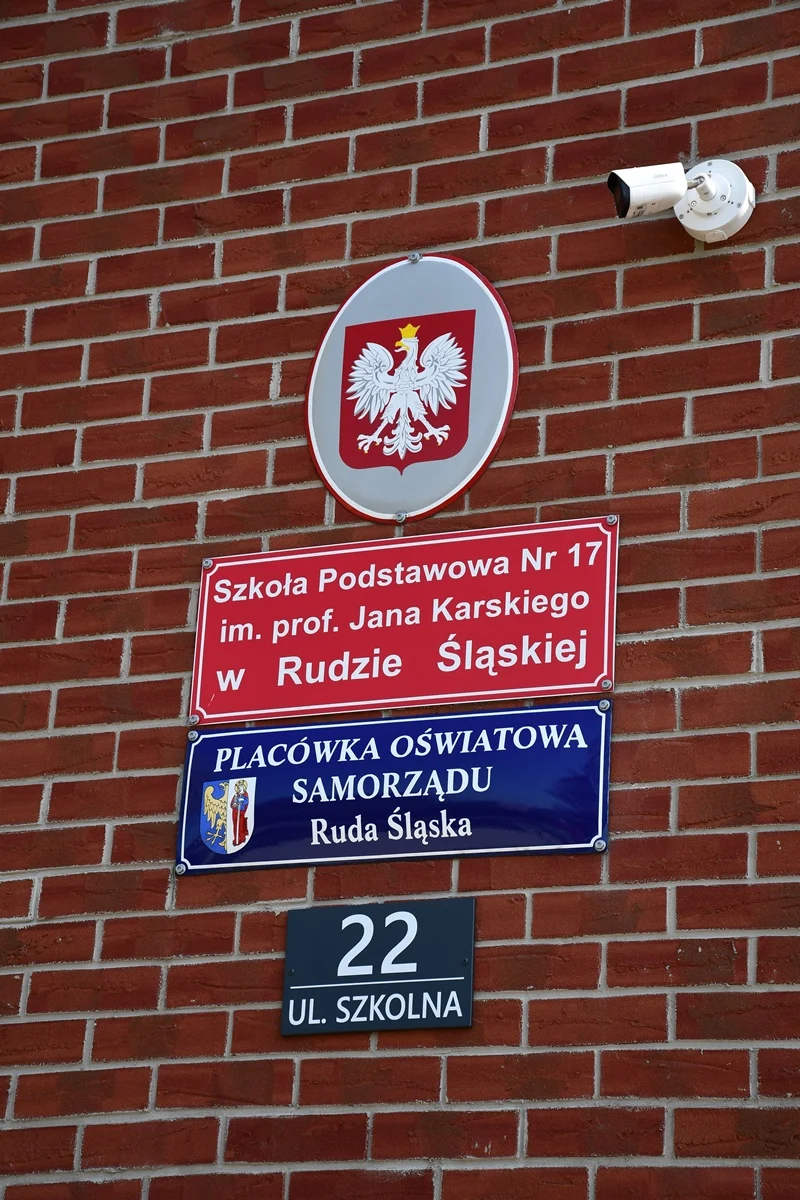 Szkoła Podstawowa Nr 17
im. prof. Jana Karskiego
w Rudzie Śląskiej
PLACÓWKA OŚWIATOWA
SAMORZĄDU
Ruda Śląska
22
UL. SZKOLNA